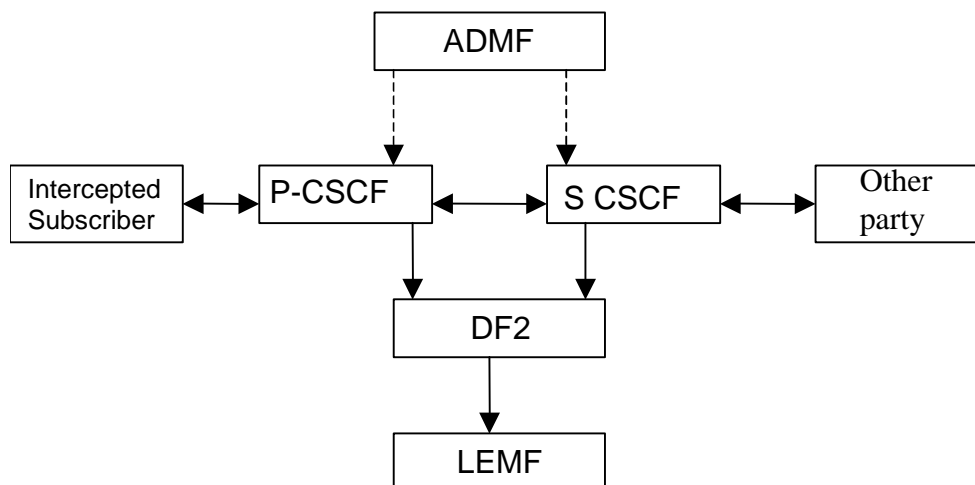 ADMF
Intercepted
Subscriber
P-CSCF
S CSCF
Other
party
DF2
LEMF